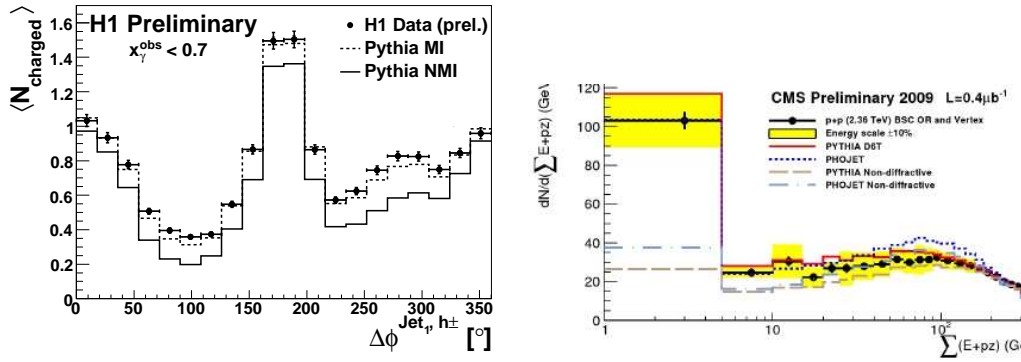 ⟨N_charged⟩
1.6
1.4
1.2
1
0.8
0.6
0.4
0.2
0
H1 Preliminary
x_γ^obs < 0.7
H1 Data (prel.)
Pythia MI
Pythia NMI
0 50 100 150 200 250 300 350
Δϕ^Jet₁, h± [°]
dN/d(∑ E+pz) (GeV
120
100
80
60
40
20
0
CMS Preliminary 2009 L=0.4μb⁻¹
p+p (2.36 TeV) BSC OR and Vertex
Energy scale ±10%
PYTHIA D6T
PHOJET
PYTHIA Non-diffractive
PHOJET Non-diffractive
1 10 10²
∑(E+pz) (Ge